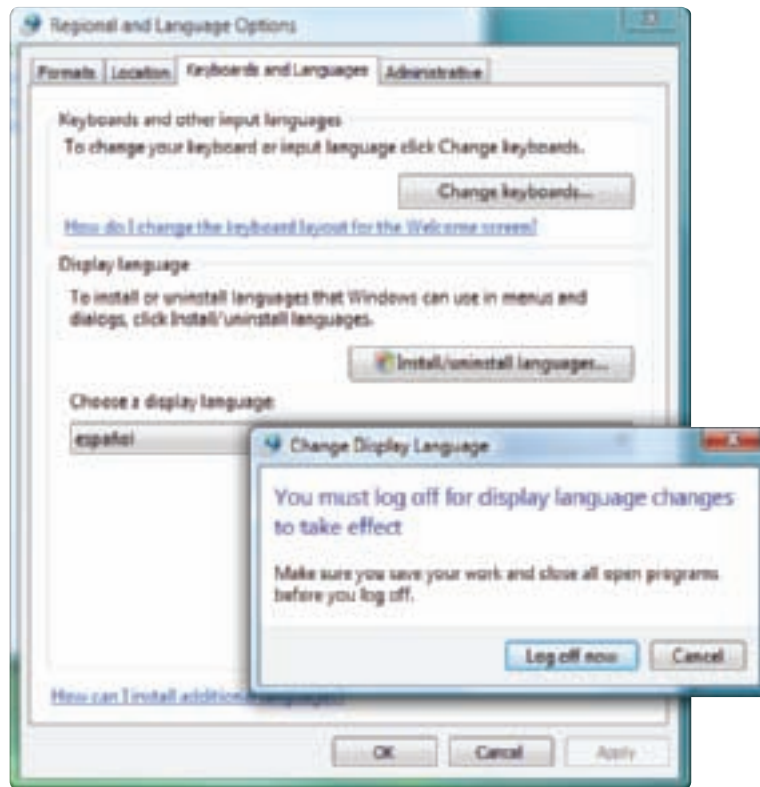 Regional and Language Options
Formats Location Keyboards and Languages Administrative
Keyboards and other input languages
To change your keyboard or input language click Change keyboards.
Change keyboards...
How do I change the keyboard layout for the Welcome screen?
Display language
To install or uninstall languages that Windows can use in menus and
dialogs, click Install/uninstall languages.
Install/uninstall languages...
Choose a display language
español
Change Display Language
You must log off for display language changes
to take effect
Make sure you save your work and close all open programs
before you log off.
Log off now Cancel
How can I install additional languages?
OK Cancel Apply